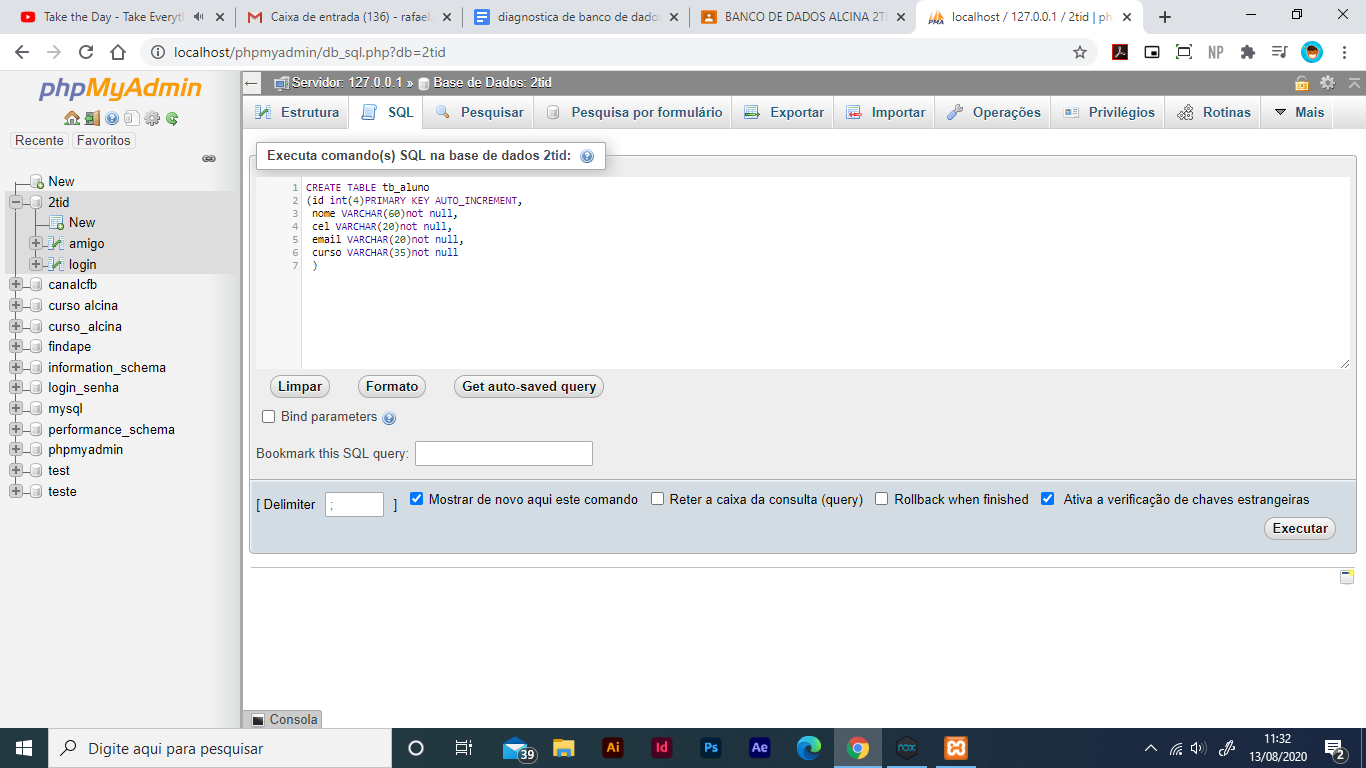 Take the Day - Take Everyth
Caixa de entrada (136) - rafael.
diagnostica de banco de dados
BANCO DE DADOS ALCINA 2T
localhost / 127.0.0.1 / 2tid | ph
localhost/phpmyadmin/db_sql.php?db=2tid
NP
phpMyAdmin
Recente
Favoritos
New
2tid
New
amigo
login
canalcfb
curso alcina
curso_alcina
findape
information_schema
login_senha
mysql
performance_schema
phpmyadmin
test
teste
Servidor: 127.0.0.1 » Base de Dados: 2tid
Estrutura
SQL
Pesquisar
Pesquisa por formulário
Exportar
Importar
Operações
Privilégios
Rotinas
Mais
Executa comando(s) SQL na base de dados 2tid:
1 CREATE TABLE tb_aluno
2 (id int(4)PRIMARY KEY AUTO_INCREMENT,
3 nome VARCHAR(60)not null,
4 cel VARCHAR(20)not null,
5 email VARCHAR(20)not null,
6 curso VARCHAR(35)not null
7 )
Limpar
Formato
Get auto-saved query
Bind parameters
Bookmark this SQL query:
[ Delimiter ; ]
Mostrar de novo aqui este comando
Reter a caixa da consulta (query)
Rollback when finished
Ativa a verificação de chaves estrangeiras
Executar
Consola
Digite aqui para pesquisar
39
Ai
Id
Ps
Ae
nox
11:32
13/08/2020
2